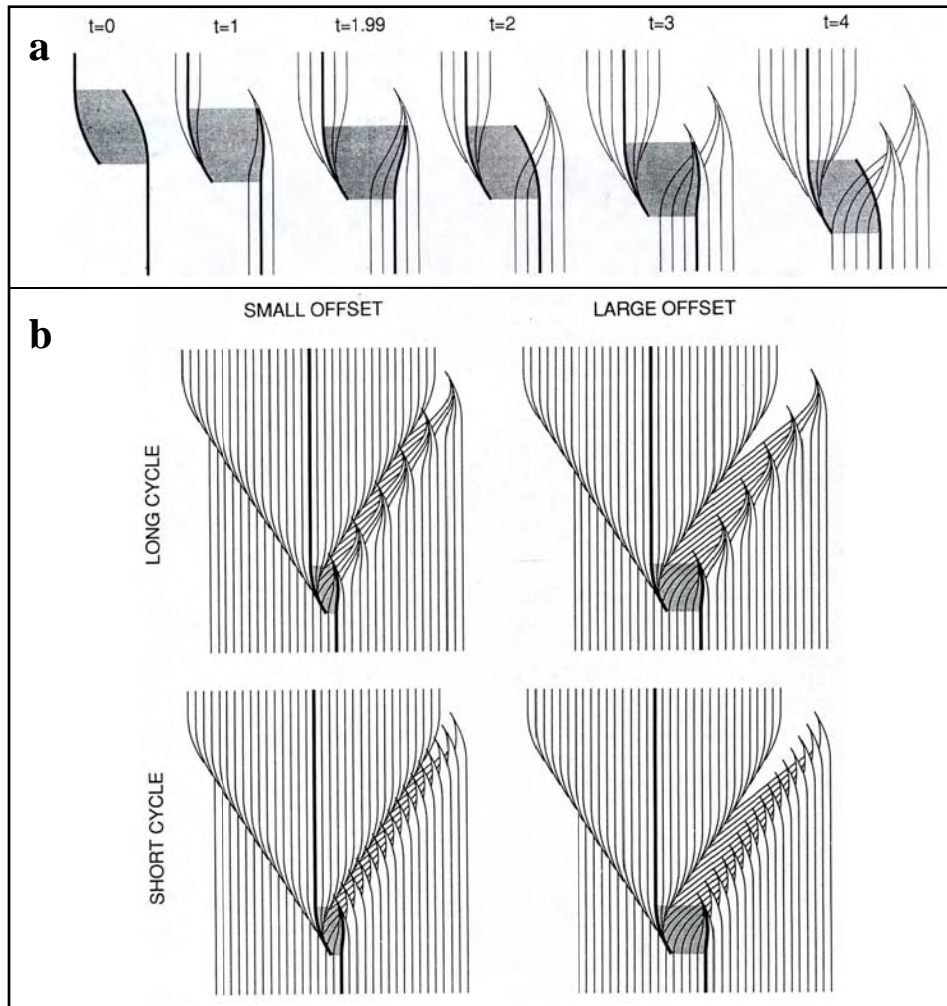 t=0 t=1 t=1.99 t=2 t=3 t=4
a
SMALL OFFSET LARGE OFFSET
b
LONG CYCLE
SHORT CYCLE